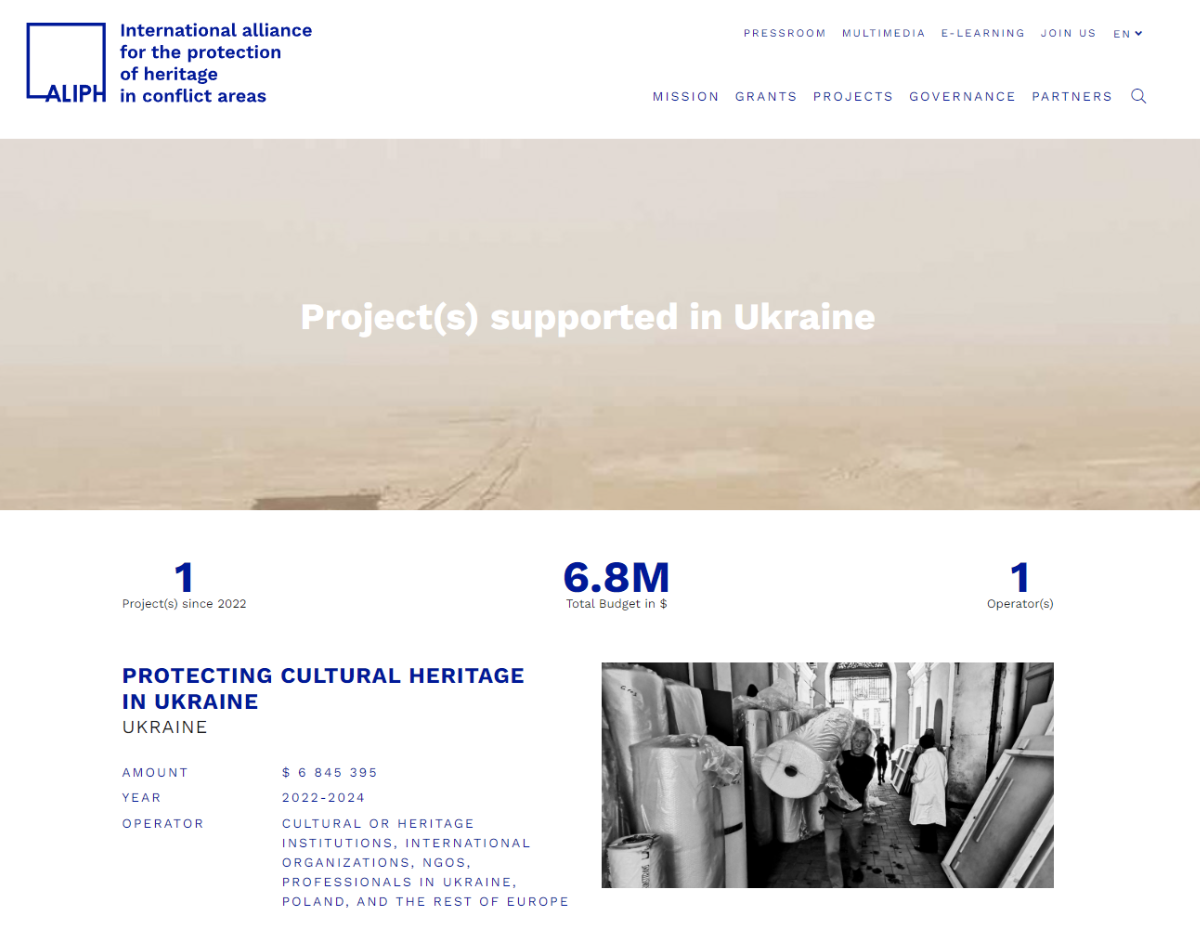 ALIPH
International alliance
for the protection
of heritage
in conflict areas
PRESSROOM MULTIMEDIA E-LEARNING JOIN US EN
MISSION GRANTS PROJECTS GOVERNANCE PARTNERS
Project(s) supported in Ukraine
1
Project(s) since 2022
6.8M
Total Budget in $
1
Operator(s)
PROTECTING CULTURAL HERITAGE
IN UKRAINE
UKRAINE
AMOUNT $ 6 845 395
YEAR 2022-2024
OPERATOR CULTURAL OR HERITAGE
INSTITUTIONS, INTERNATIONAL
ORGANIZATIONS, NGOS,
PROFESSIONALS IN UKRAINE,
POLAND, AND THE REST OF EUROPE